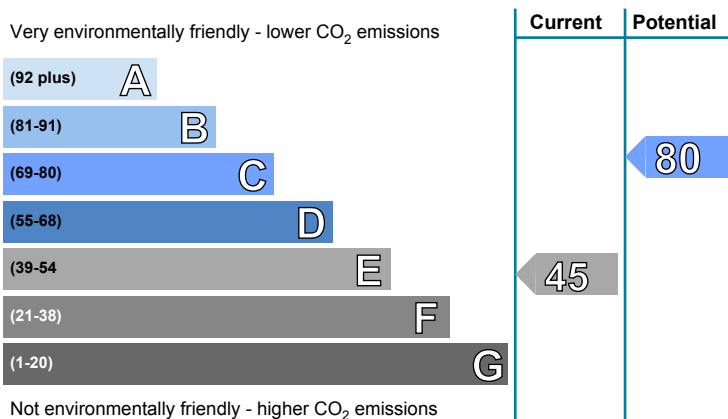 Current Potential
Very environmentally friendly - lower CO2 emissions
(92 plus) A
(81-91) B
(69-80) C
80
(55-68) D
(39-54 E
45
(21-38) F
(1-20) G
Not environmentally friendly - higher CO2 emissions